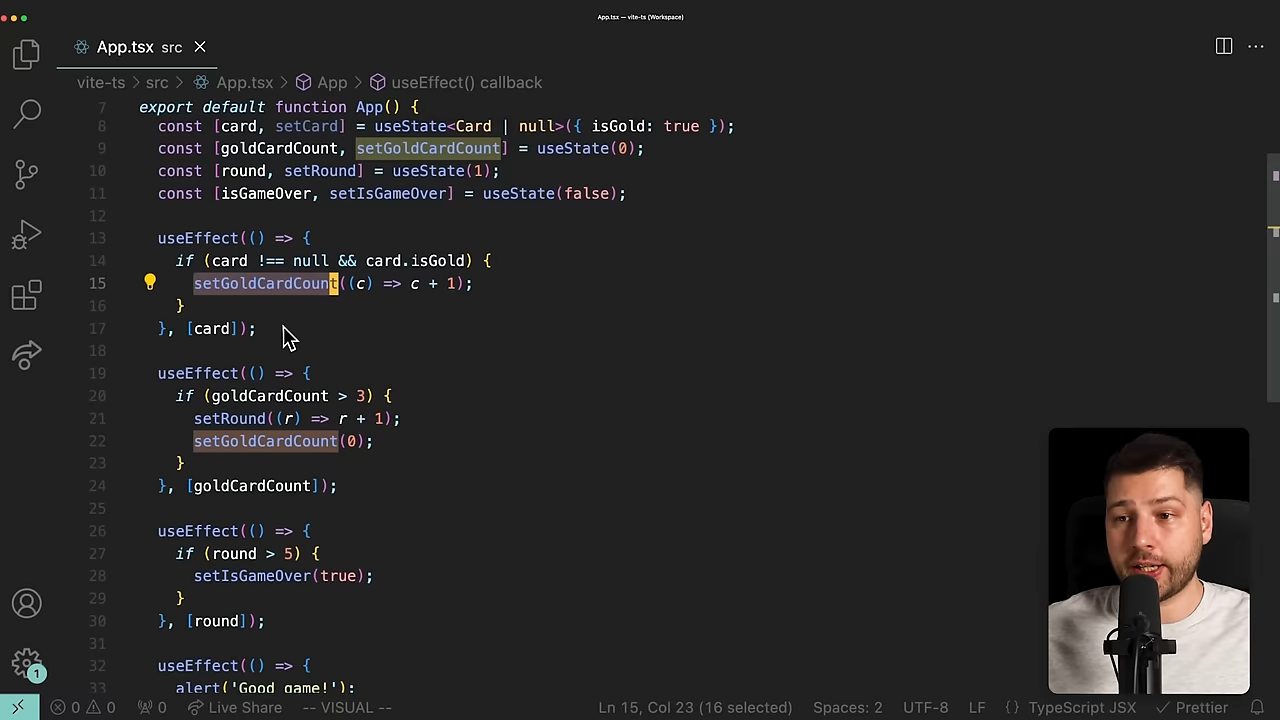 App.tsx — vite-ts (Workspace)
App.tsx src
vite-ts > src > App.tsx > App > useEffect() callback
7 export default function App() {
8 const [card, setCard] = useState<Card | null>({ isGold: true });
9 const [goldCardCount, setGoldCardCount] = useState(0);
10 const [round, setRound] = useState(1);
11 const [isGameOver, setIsGameOver] = useState(false);
12
13 useEffect(() => {
14 if (card !== null && card.isGold) {
15 setGoldCardCount((c) => c + 1);
16 }
17 }, [card]);
18
19 useEffect(() => {
20 if (goldCardCount > 3) {
21 setRound((r) => r + 1);
22 setGoldCardCount(0);
23 }
24 }, [goldCardCount]);
25
26 useEffect(() => {
27 if (round > 5) {
28 setIsGameOver(true);
29 }
30 }, [round]);
31
32 useEffect(() => {
33 alert('Good game!');
1
0 0 0 Live Share -- VISUAL -- Ln 15, Col 23 (16 selected) Spaces: 2 UTF-8 LF {} TypeScript JSX Prettier